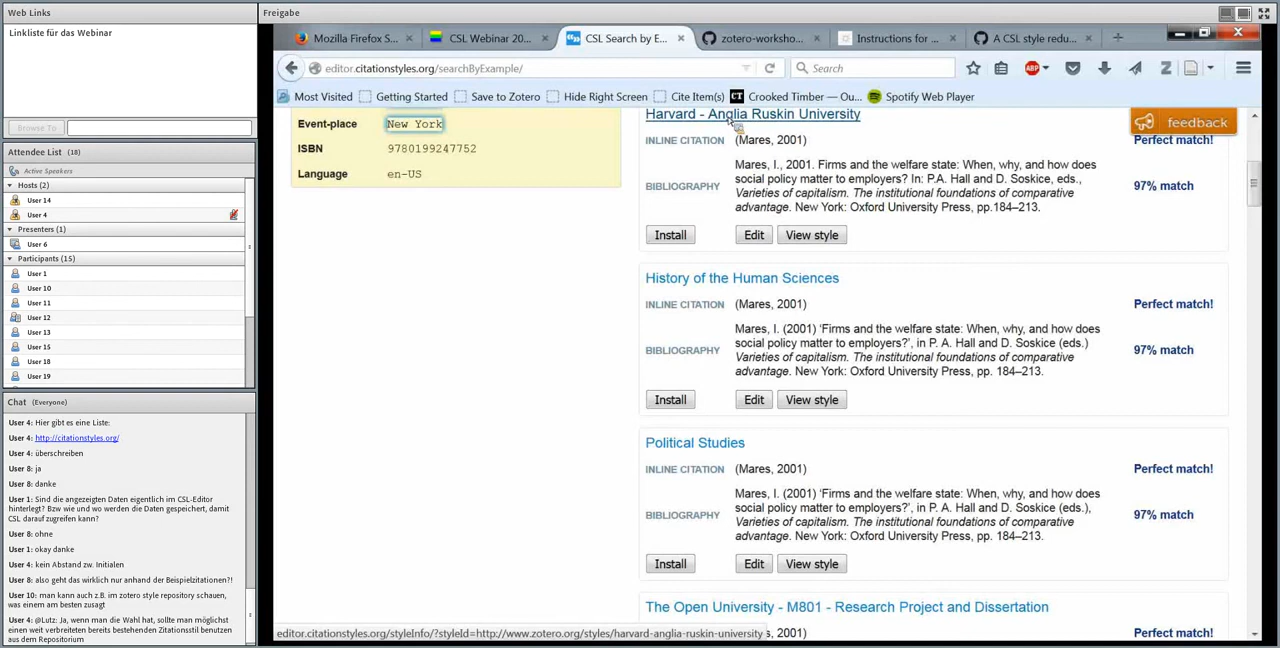 Web Links
Linkliste für das Webinar
Browse To
Attendee List (18)
Active Speakers
Hosts (2)
User 14
User 4
Presenters (1)
User 6
Participants (15)
User 1
User 10
User 11
User 12
User 13
User 15
User 18
User 19
Chat (Everyone)
User 4: Hier gibt es eine Liste:
User 4: http://citationstyles.org/
User 4: überschreiben
User 8: ja
User 8: danke
User 1: Sind die angezeigten Daten eigentlich im CSL-Editor
hinterlegt? Bzw wie und wo werden die Daten gespeichert, damit
CSL darauf zugreifen kann?
User 8: ohne
User 1: okay danke
User 4: kein Abstand zw. Initialen
User 8: also geht das wirklich nur anhand der Beispielzitationen?!
User 10: man kann auch z.B. im zotero style repository schauen,
was einem am besten zusagt
User 4: @Lutz: Ja, wenn man die Wahl hat, sollte man möglichst
einen weit verbreiteten bereits bestehenden Zitationsstil benutzen
aus dem Repositorium
Freigabe
Mozilla Firefox S...
CSL Webinar 20...
CSL Search by E...
zotero-worksho...
Instructions for ...
A CSL style redu...
editor.citationstyles.org/searchByExample/
Search
Most Visited
Getting Started
Save to Zotero
Hide Right Screen
Cite Item(s)
Crooked Timber — Ou...
Spotify Web Player
Event-place New York
ISBN 9780199247752
Language en-US
feedback
Harvard - Anglia Ruskin University
INLINE CITATION (Mares, 2001) Perfect match!
Mares, I., 2001. Firms and the welfare state: When, why, and how does
social policy matter to employers? In: P.A. Hall and D. Soskice, eds.,
BIBLIOGRAPHY Varieties of capitalism. The institutional foundations of comparative 97% match
advantage. New York: Oxford University Press, pp.184–213.
Install Edit View style
History of the Human Sciences
INLINE CITATION (Mares, 2001) Perfect match!
Mares, I. (2001) ‘Firms and the welfare state: When, why, and how does
social policy matter to employers?’, in P. A. Hall and D. Soskice (eds.)
BIBLIOGRAPHY Varieties of capitalism. The institutional foundations of comparative 97% match
advantage. New York: Oxford University Press, pp. 184–213.
Install Edit View style
Political Studies
INLINE CITATION (Mares, 2001) Perfect match!
Mares, I. (2001) ‘Firms and the welfare state: When, why, and how does
social policy matter to employers?’, in P. A. Hall and D. Soskice (eds.),
BIBLIOGRAPHY Varieties of capitalism. The institutional foundations of comparative 97% match
advantage. New York: Oxford University Press, pp. 184–213.
Install Edit View style
The Open University - M801 - Research Project and Dissertation
(Mares, 2001) Perfect match!
editor.citationstyles.org/styleInfo/?styleId=http://www.zotero.org/styles/harvard-anglia-ruskin-university